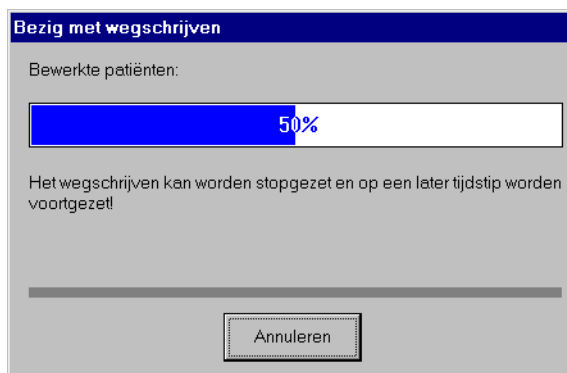 Bezig met wegschrijven
Bewerkte patiënten:
50%
Het wegschrijven kan worden stopgezet en op een later tijdstip worden
voortgezet!
Annuleren